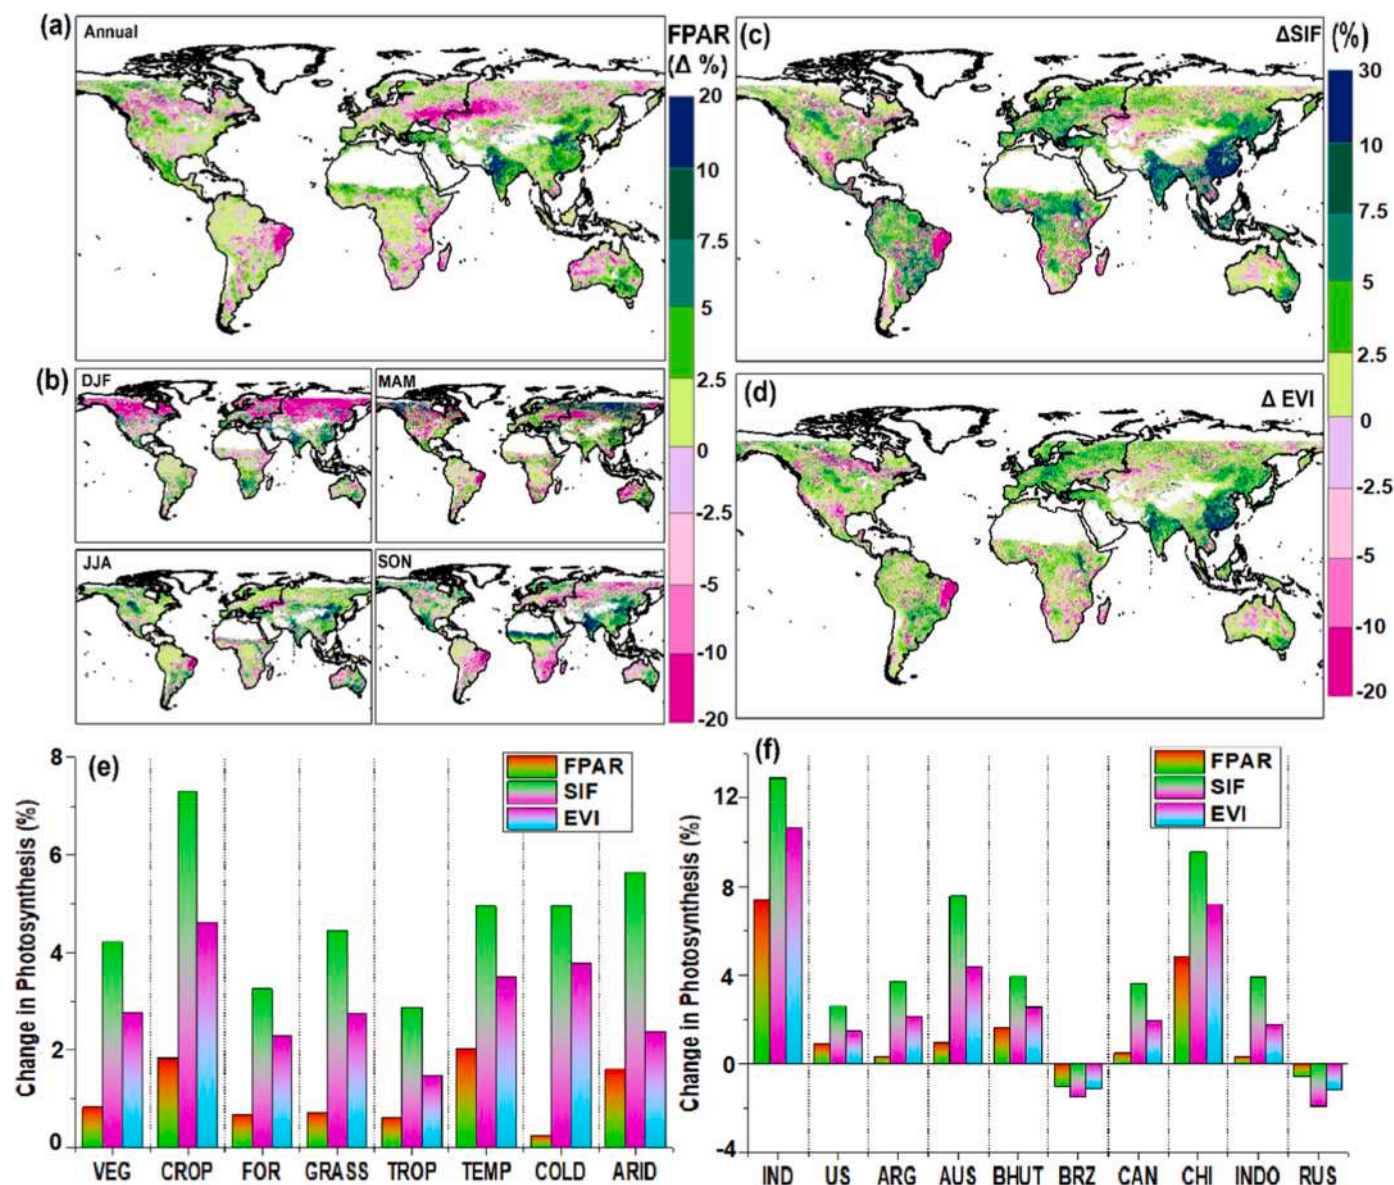 (a)
Annual
FPAR
(Δ %)
20
10
7.5
5
2.5
0
-2.5
-5
-10
-20
(b)
DJF
MAM
JJA
SON
(c)
ΔSIF
(%)
30
10
7.5
5
2.5
0
-2.5
-5
-10
-20
(d)
Δ EVI
(e)
FPAR
SIF
EVI
Change in Photosynthesis (%)
8
6
4
2
0
VEG CROP FOR GRASS TROP TEMP COLD ARID
(f)
FPAR
SIF
EVI
Change in Photosynthesis (%)
12
8
4
0
-4
IND US ARG AUS BHUT BRZ CAN CHI INDO RUS